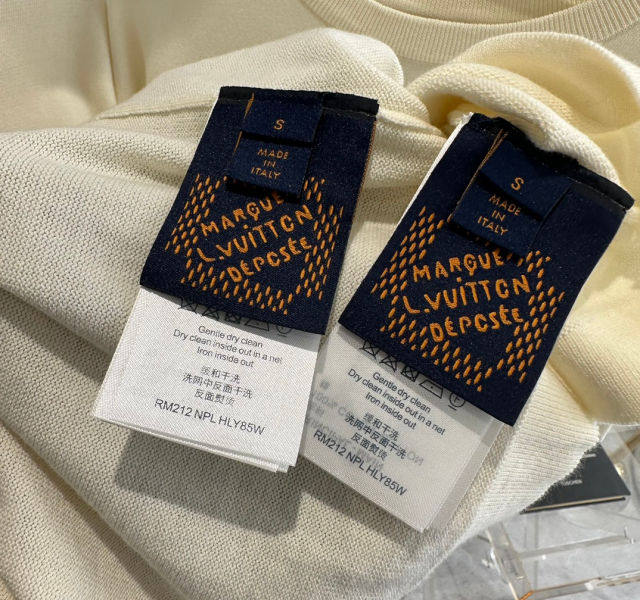 S
MADE
IN
ITALY
MARQUE
L.VUITTON
DÉPOSÉE
Gentle dry clean
Dry clean inside out in a net
Iron inside out
缓和干洗
洗网中反面干洗
反面熨烫
RM212 NPL HLY85W
S
MADE
IN
ITALY
MARQUE
L.VUITTON
DÉPOSÉE
Gentle dry clean
Dry clean inside out in a net
Iron inside out
缓和干洗
洗网中反面干洗
反面熨烫
RM212 NPL HLY85W
TASCHEN